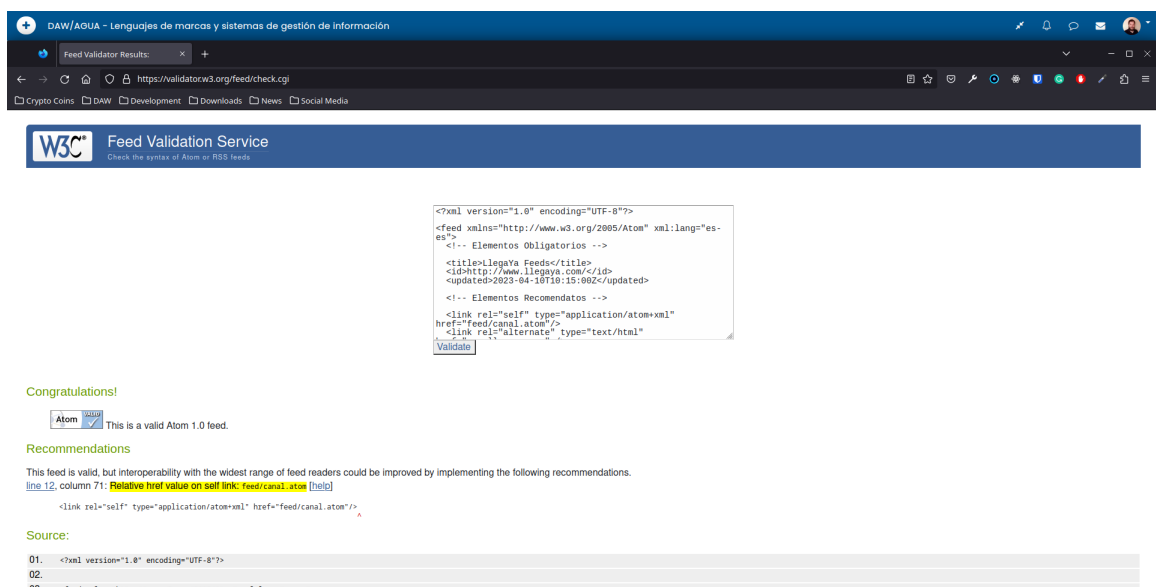 DAW/AGUA - Lenguajes de marcas y sistemas de gestión de información
Feed Validator Results:
https://validator.w3.org/feed/check.cgi
Crypto Coins DAW Development Downloads News Social Media
W3C® Feed Validation Service
Check the syntax of Atom or RSS feeds
<?xml version="1.0" encoding="UTF-8"?>
<feed xmlns="http://www.w3.org/2005/Atom" xml:lang="es-
es">
<!-- Elementos Obligatorios -->
<title>LlegaYa Feeds</title>
<id>http://www.llegaya.com/</id>
<updated>2023-04-10T10:15:00Z</updated>
<!-- Elementos Recomendatos -->
<link rel="self" type="application/atom+xml"
href="feed/canal.atom"/>
<link rel="alternate" type="text/html"
Validate
Congratulations!
Atom VALID This is a valid Atom 1.0 feed.
Recommendations
This feed is valid, but interoperability with the widest range of feed readers could be improved by implementing the following recommendations.
line 12, column 71: Relative href value on self link: feed/canal.atom [help]
<link rel="self" type="application/atom+xml" href="feed/canal.atom"/>
^
Source:
01. <?xml version="1.0" encoding="UTF-8"?>
02.